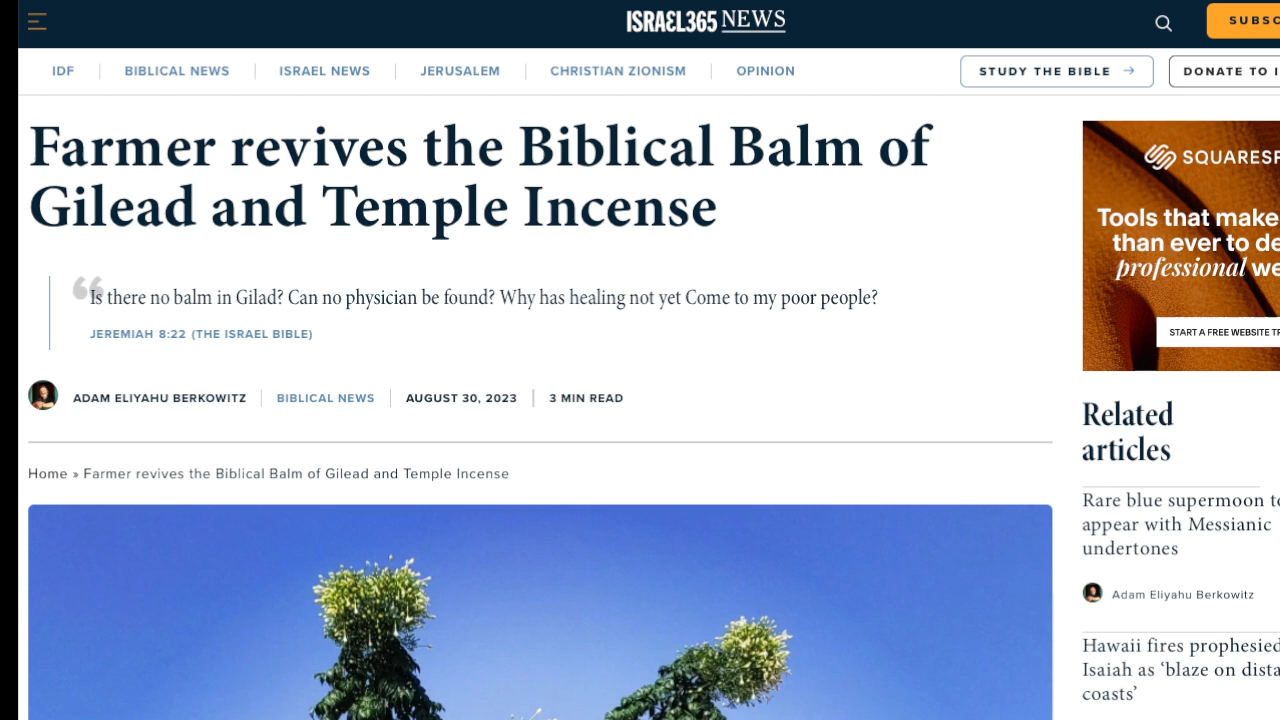 ISRAEL365 NEWS
SUBSC
IDF
BIBLICAL NEWS
ISRAEL NEWS
JERUSALEM
CHRISTIAN ZIONISM
OPINION
STUDY THE BIBLE →
DONATE TO I
Farmer revives the Biblical Balm of
Gilead and Temple Incense
“
Is there no balm in Gilad? Can no physician be found? Why has healing not yet Come to my poor people?
JEREMIAH 8:22 (THE ISRAEL BIBLE)
ADAM ELIYAHU BERKOWITZ
BIBLICAL NEWS
AUGUST 30, 2023
3 MIN READ
Home » Farmer revives the Biblical Balm of Gilead and Temple Incense
SQUARESP
Tools that make
than ever to de
professional we
START A FREE WEBSITE TR
Related
articles
Rare blue supermoon to
appear with Messianic
undertones
Adam Eliyahu Berkowitz
Hawaii fires prophesied
Isaiah as ‘blaze on dista
coasts’